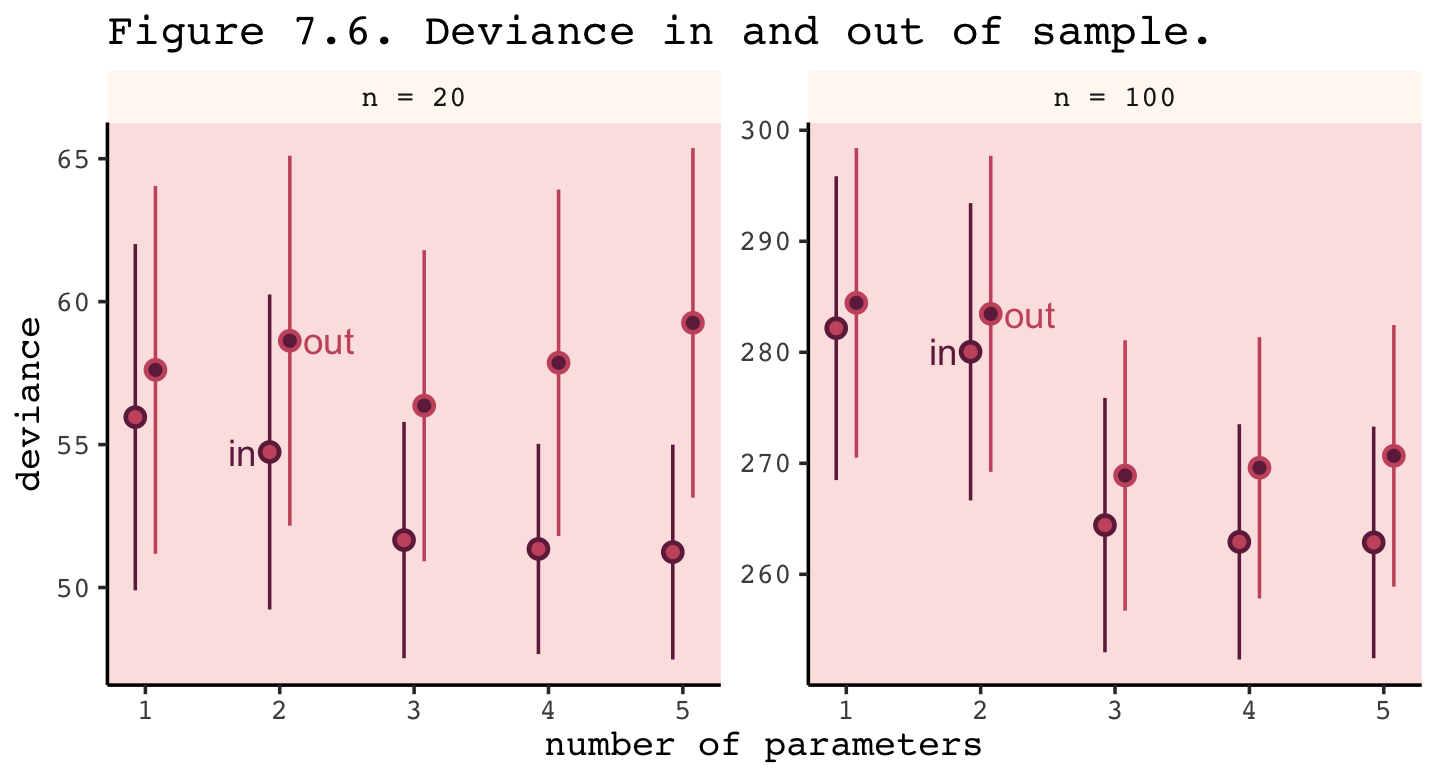 Figure 7.6. Deviance in and out of sample.
n = 20
n = 100
deviance
65
60
55
50
out
in
1 2 3 4 5
300
290
280
270
260
out
in
1 2 3 4 5
number of parameters